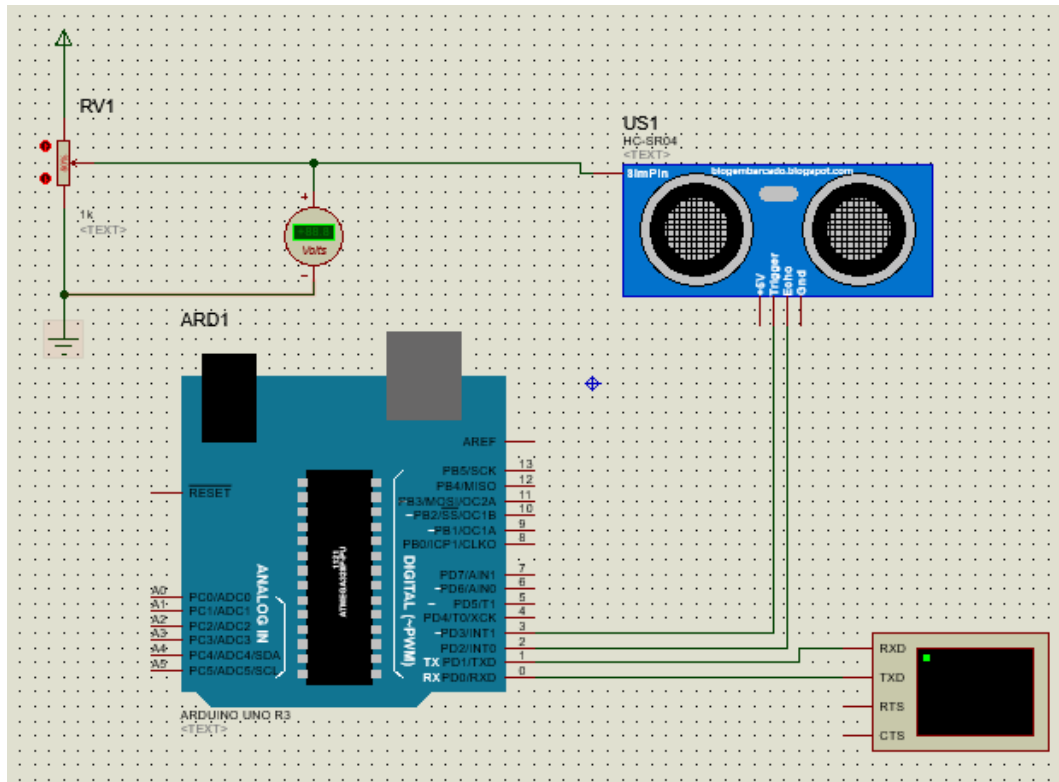 RV1
1k
<TEXT>
+88.8
Volts
+
US1
HC-SR04
<TEXT>
SimPin
blogembarcado.blogspot.com
+5V
Trigger
Echo
Gnd
ARD1
RESET
AREF
PB5/SCK 13
PB4/MISO 12
PB3/MOSI/OC2A 11
~PB2/SS/OC1B 10
~PB1/OC1A 9
PB0/ICP1/CLKO 8
PD7/AIN1 7
~PD6/AIN0 6
~PD5/T1 5
PD4/T0/XCK 4
~PD3/INT1 3
PD2/INT0 2
TX PD1/TXD 1
RX PD0/RXD 0
DIGITAL (~PWM)
ANALOG IN
1121
A0 PC0/ADC0
A1 PC1/ADC1
A2 PC2/ADC2
A3 PC3/ADC3
A4 PC4/ADC4/SDA
A5 PC5/ADC5/SCL
ARDUINO UNO R3
<TEXT>
RXD
TXD
RTS
CTS